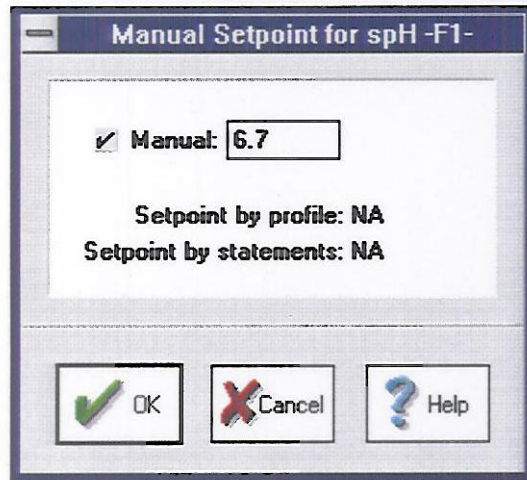 Manual Setpoint for spH -F1-
Manual: 6.7
Setpoint by profile: NA
Setpoint by statements: NA
OK Cancel Help